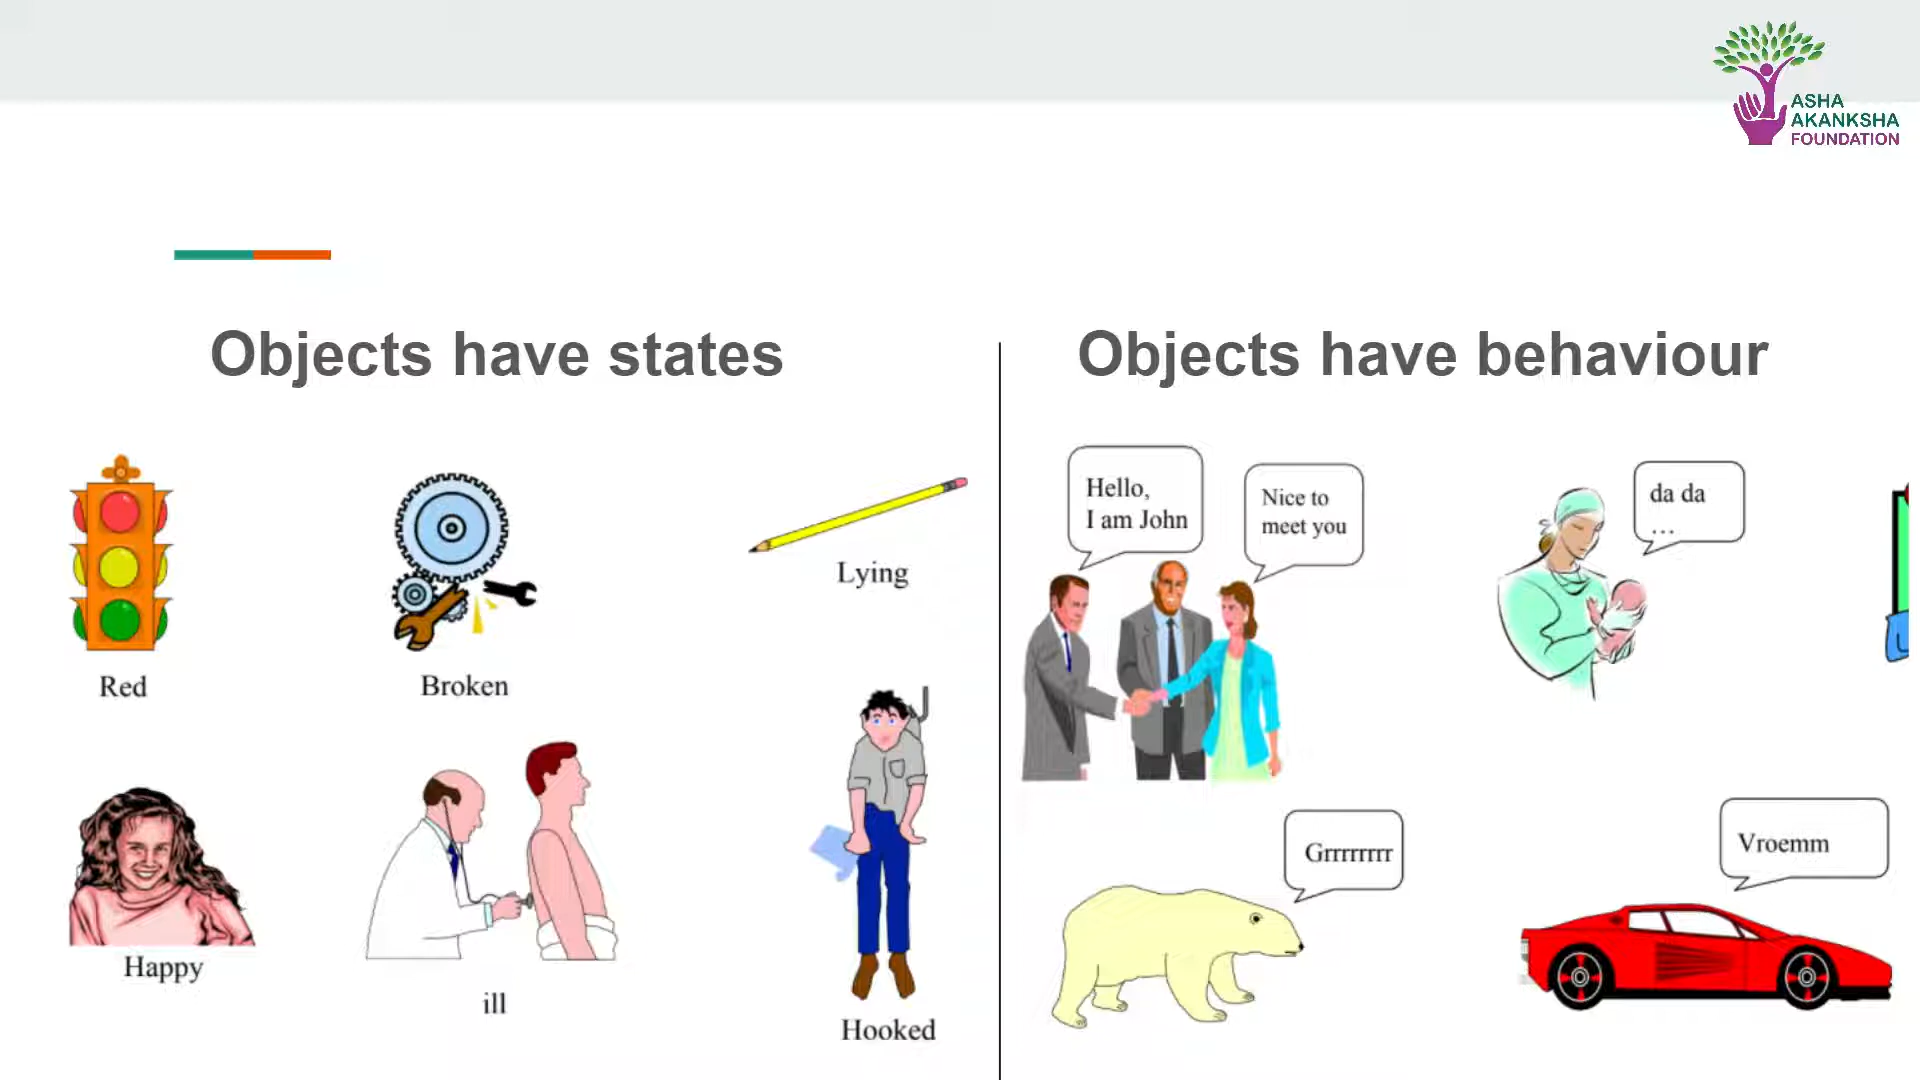 ASHA
AKANKSHA
FOUNDATION
Objects have states
Objects have behaviour
Red
Broken
Lying
Happy
ill
Hooked
Hello,
I am John
Nice to
meet you
da da
...
Grrrrrrrr
Vroemm